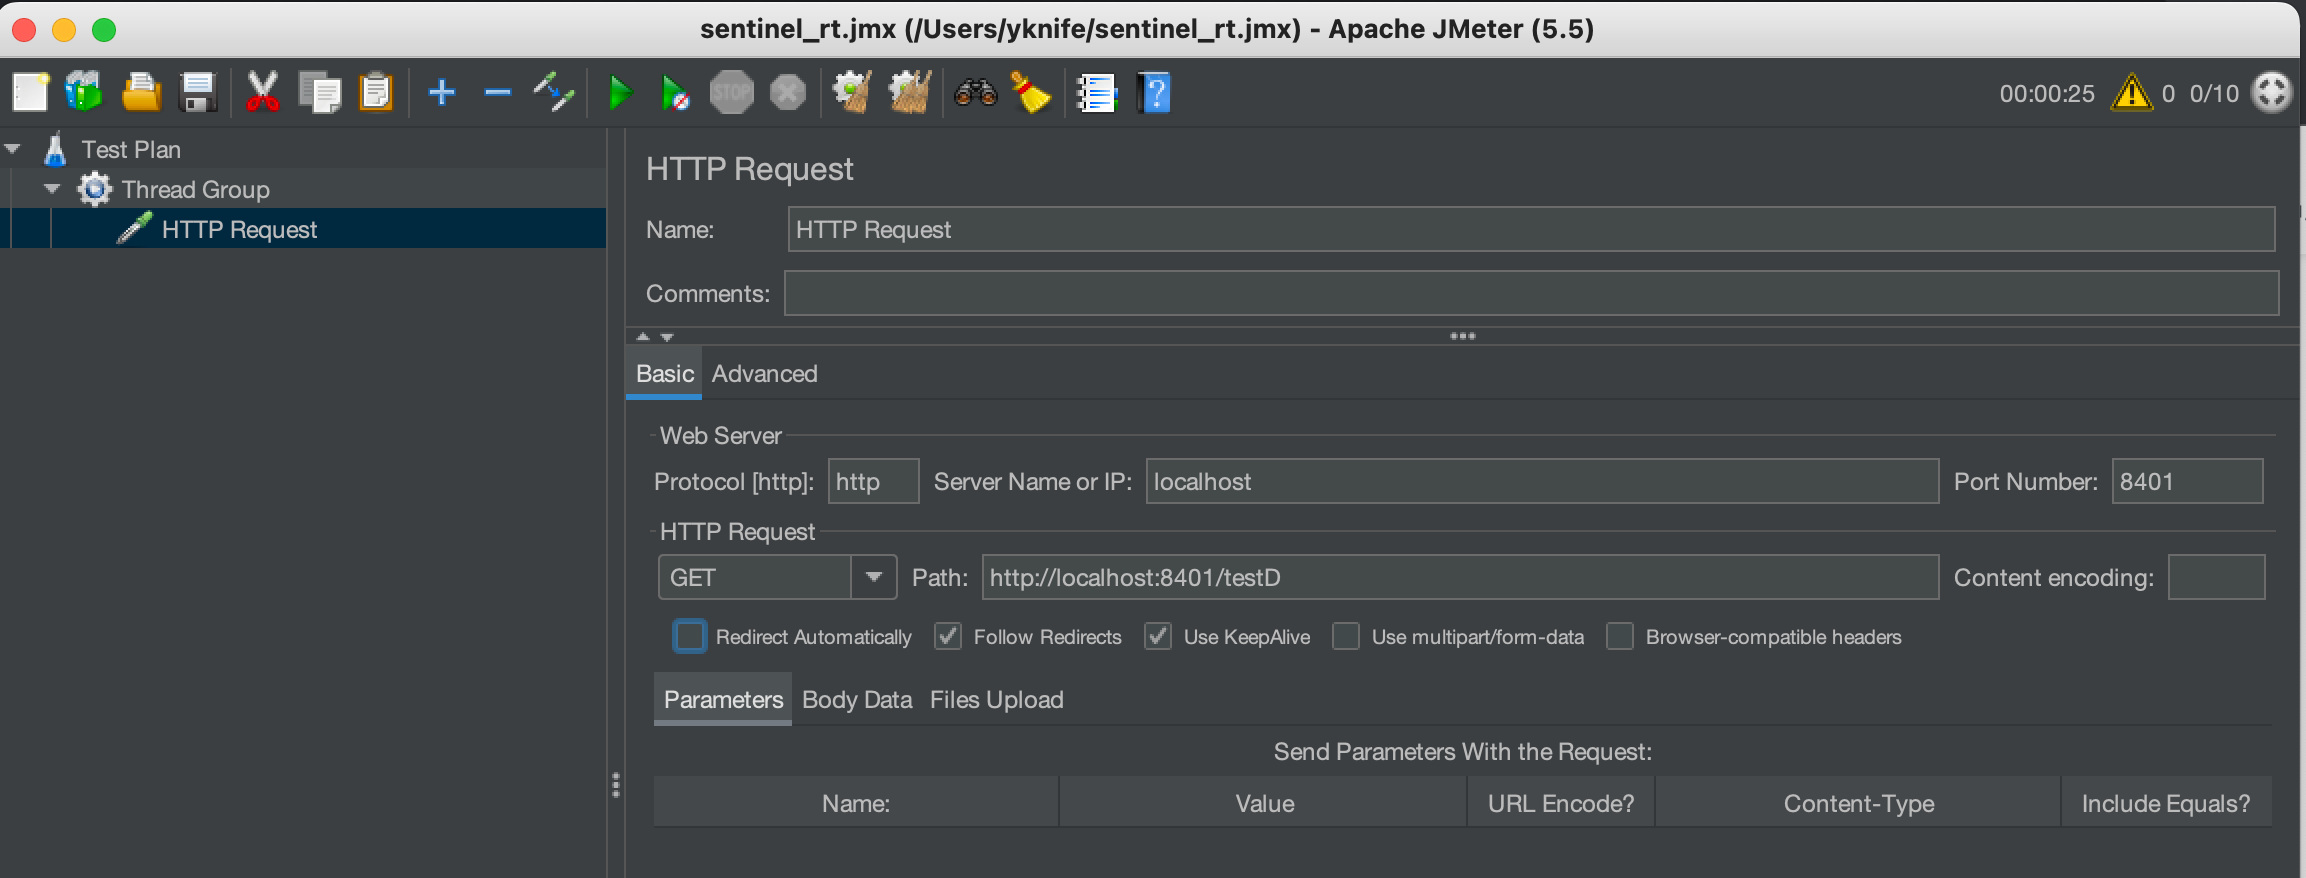 sentinel_rt.jmx (/Users/yknife/sentinel_rt.jmx) - Apache JMeter (5.5)
STOP
00:00:25 0 0/10
Test Plan
Thread Group
HTTP Request
HTTP Request
Name: HTTP Request
Comments:
Basic Advanced
Web Server
Protocol [http]: http Server Name or IP: localhost Port Number: 8401
HTTP Request
GET Path: http://localhost:8401/testD Content encoding:
Redirect Automatically Follow Redirects Use KeepAlive Use multipart/form-data Browser-compatible headers
Parameters Body Data Files Upload
Send Parameters With the Request:
Name: Value URL Encode? Content-Type Include Equals?